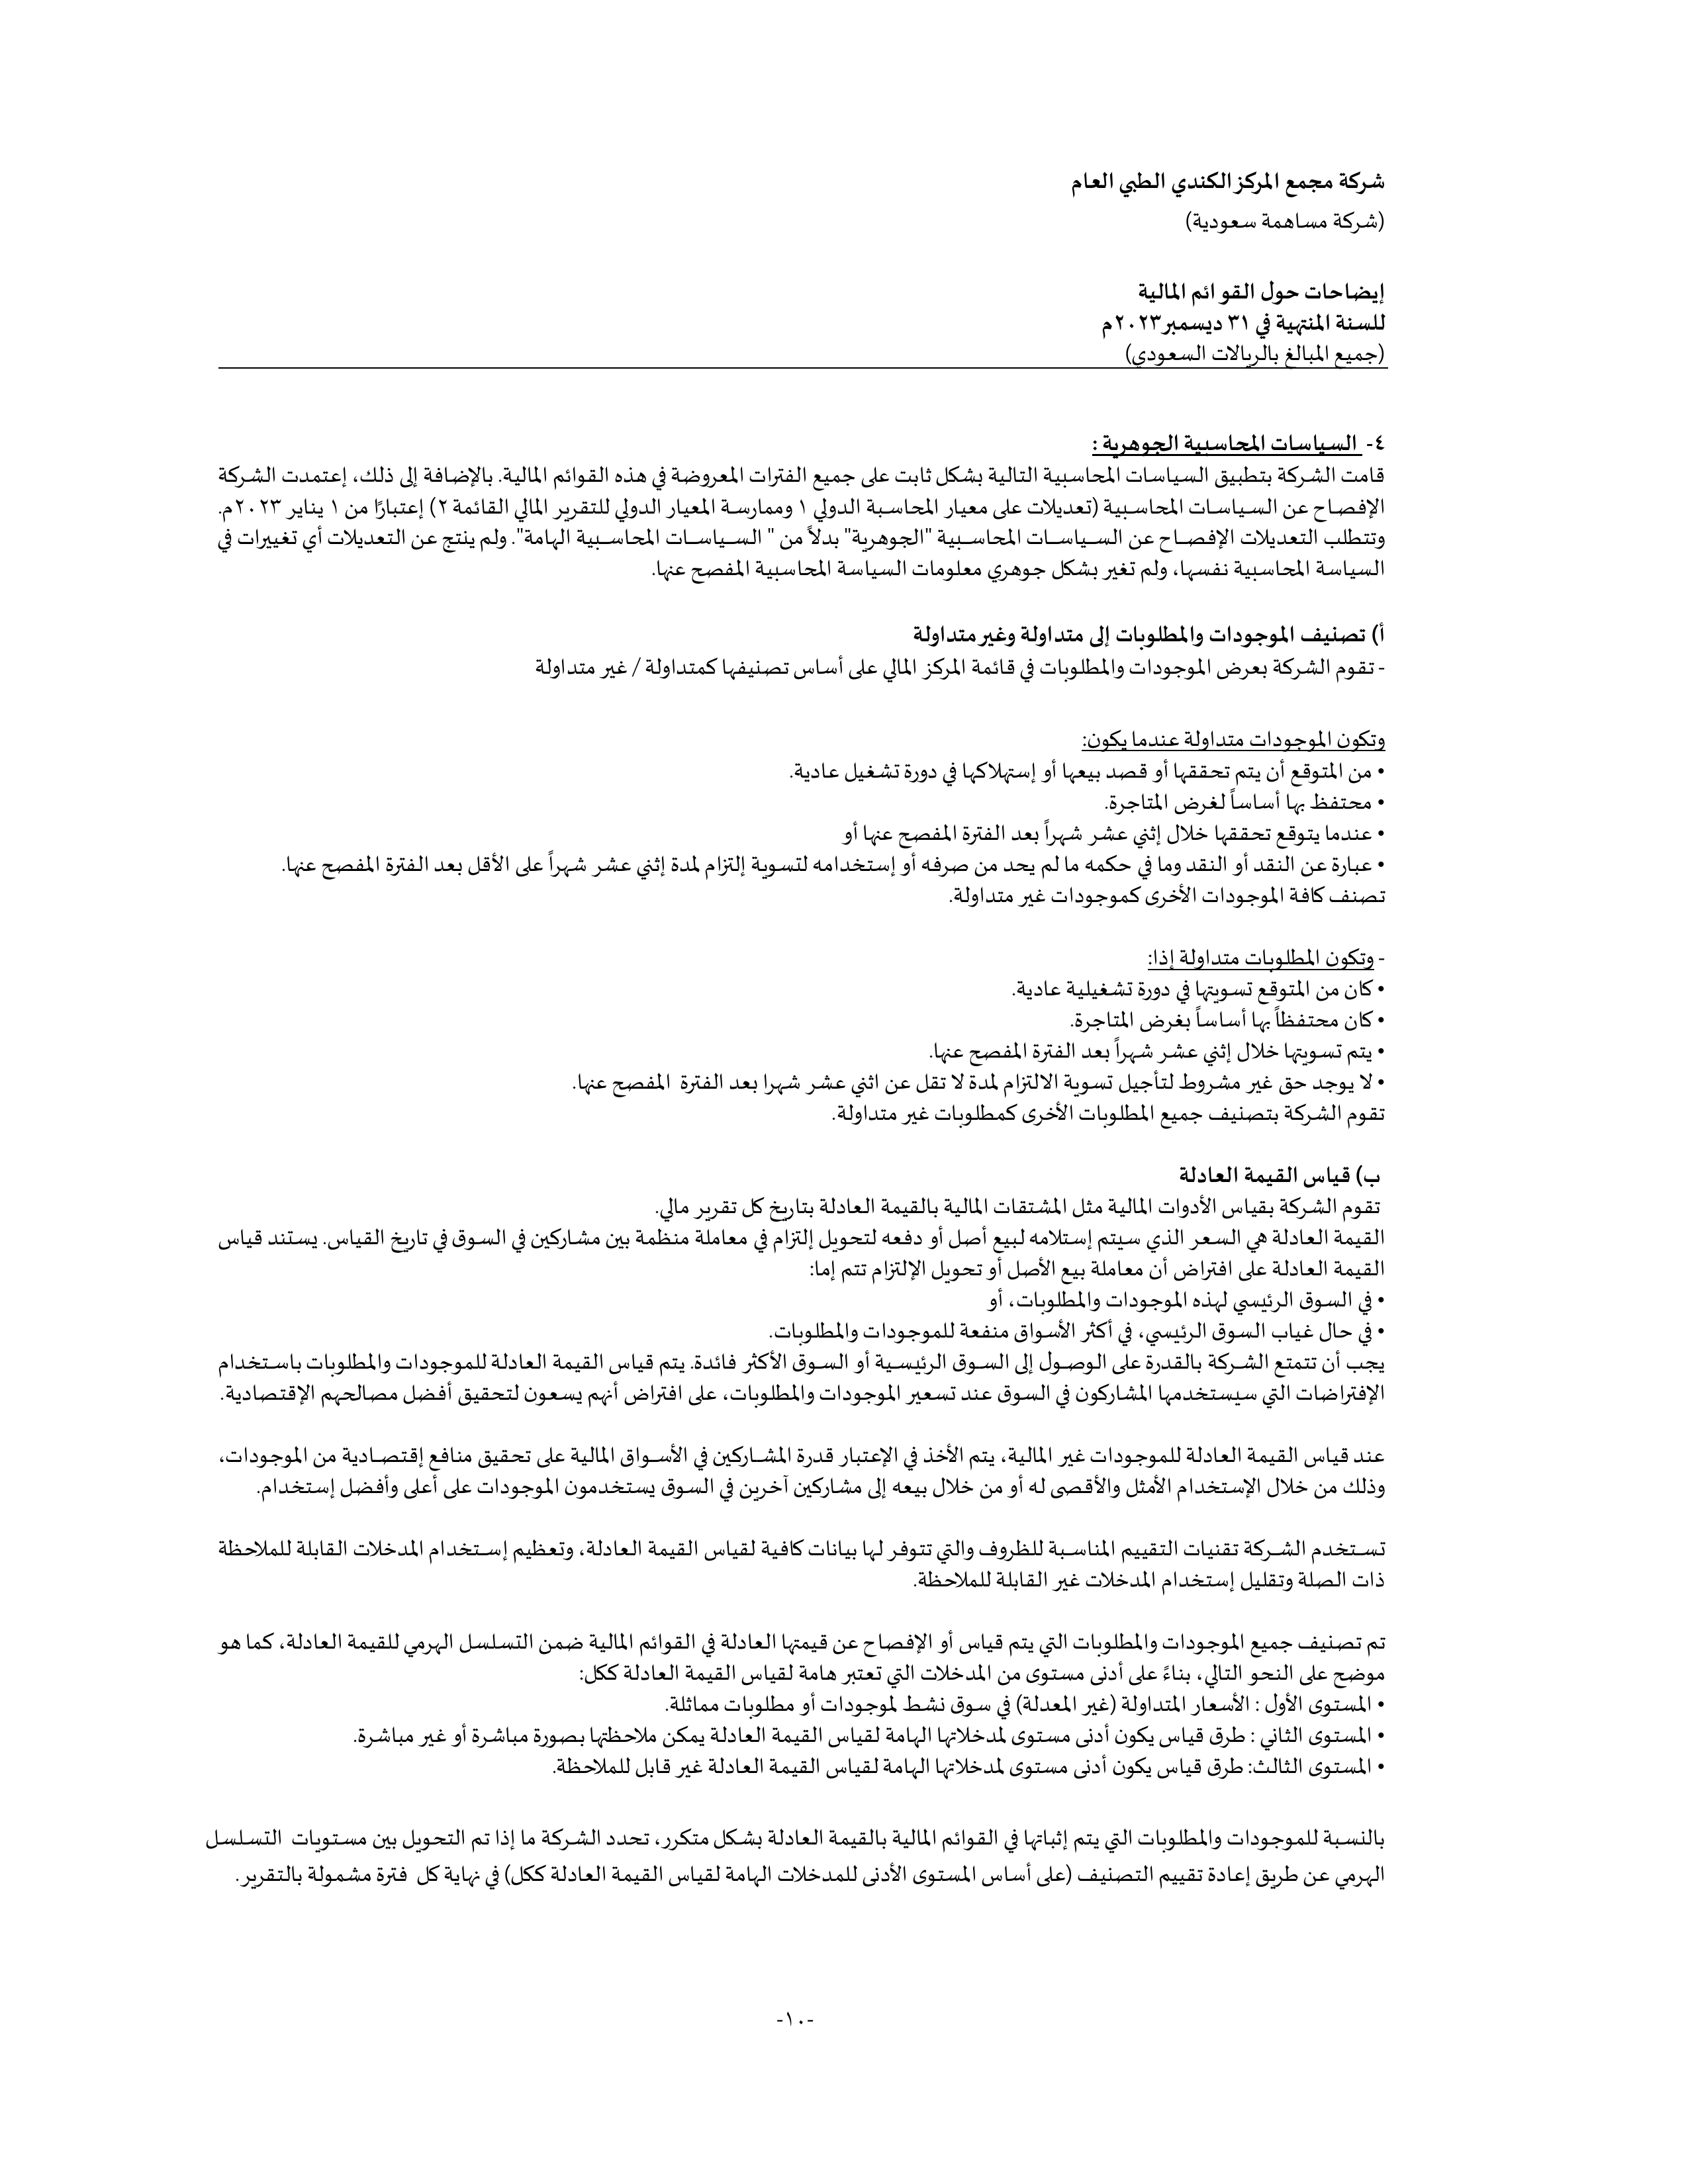 شركة مجمع المركز الكندي الطبي العام
(شركة مساهمة سعودية)
إيضاحات حول القوائم المالية
للسنة المنتهية في ٣١ ديسمبر٢٠٢٣م
(جميع المبالغ بالريالات السعودي)
٤- السياسات المحاسبية الجوهرية :
قامت الشركة بتطبيق السياسات المحاسبية التالية بشكل ثابت على جميع الفترات المعروضة في هذه القوائم المالية. بالإضافة إلى ذلك، إعتمدت الشركة
الإفصاح عن السياسات المحاسبية (تعديلات على معيار المحاسبة الدولي ١ وممارسة المعيار الدولي للتقرير المالي القائمة ٢) إعتبارًا من ١ يناير ٢٠٢٣م.
وتتطلب التعديلات الإفصاح عن السياسات المحاسبية "الجوهرية" بدلاً من " السياسات المحاسبية الهامة". ولم ينتج عن التعديلات أي تغييرات في
السياسة المحاسبية نفسها، ولم تغير بشكل جوهري معلومات السياسة المحاسبية المفصح عنها.
أ) تصنيف الموجودات والمطلوبات إلى متداولة وغير متداولة
- تقوم الشركة بعرض الموجودات والمطلوبات في قائمة المركز المالي على أساس تصنيفها كمتداولة / غير متداولة
وتكون الموجودات متداولة عندما يكون:
• من المتوقع أن يتم تحققها أو قصد بيعها أو إستهلاكها في دورة تشغيل عادية.
• محتفظ بها أساساً لغرض المتاجرة.
• عندما يتوقع تحققها خلال إثني عشر شهراً بعد الفترة المفصح عنها أو
• عبارة عن النقد أو النقد وما في حكمه ما لم يحد من صرفه أو إستخدامه لتسوية إلتزام لمدة إثني عشر شهراً على الأقل بعد الفترة المفصح عنها.
تصنف كافة الموجودات الأخرى كموجودات غير متداولة.
- وتكون المطلوبات متداولة إذا:
• كان من المتوقع تسويتها في دورة تشغيلية عادية.
• كان محتفظاً بها أساساً بغرض المتاجرة.
• يتم تسويتها خلال إثني عشر شهراً بعد الفترة المفصح عنها.
• لا يوجد حق غير مشروط لتأجيل تسوية الالتزام لمدة لا تقل عن اثني عشر شهرا بعد الفترة المفصح عنها.
تقوم الشركة بتصنيف جميع المطلوبات الأخرى كمطلوبات غير متداولة.
ب) قياس القيمة العادلة
تقوم الشركة بقياس الأدوات المالية مثل المشتقات المالية بالقيمة العادلة بتاريخ كل تقرير مالي.
القيمة العادلة هي السعر الذي سيتم إستلامه لبيع أصل أو دفعه لتحويل إلتزام في معاملة منظمة بين مشاركين في السوق في تاريخ القياس. يستند قياس
القيمة العادلة على افتراض أن معاملة بيع الأصل أو تحويل الإلتزام تتم إما:
• في السوق الرئيسي لهذه الموجودات والمطلوبات، أو
• في حال غياب السوق الرئيسي، في أكثر الأسواق منفعة للموجودات والمطلوبات.
يجب أن تتمتع الشركة بالقدرة على الوصول إلى السوق الرئيسية أو السوق الأكثر فائدة. يتم قياس القيمة العادلة للموجودات والمطلوبات باستخدام
الإفتراضات التي سيستخدمها المشاركون في السوق عند تسعير الموجودات والمطلوبات، على افتراض أنهم يسعون لتحقيق أفضل مصالحهم الإقتصادية.
عند قياس القيمة العادلة للموجودات غير المالية، يتم الأخذ في الإعتبار قدرة المشاركين في الأسواق المالية على تحقيق منافع إقتصادية من الموجودات،
وذلك من خلال الإستخدام الأمثل والأقصى له أو من خلال بيعه إلى مشاركين آخرين في السوق يستخدمون الموجودات على أعلى وأفضل إستخدام.
تستخدم الشركة تقنيات التقييم المناسبة للظروف والتي تتوفر لها بيانات كافية لقياس القيمة العادلة، وتعظيم إستخدام المدخلات القابلة للملاحظة
ذات الصلة وتقليل إستخدام المدخلات غير القابلة للملاحظة.
تم تصنيف جميع الموجودات والمطلوبات التي يتم قياس أو الإفصاح عن قيمتها العادلة في القوائم المالية ضمن التسلسل الهرمي للقيمة العادلة، كما هو
موضح على النحو التالي، بناءً على أدنى مستوى من المدخلات التي تعتبر هامة لقياس القيمة العادلة ككل:
• المستوى الأول : الأسعار المتداولة (غير المعدلة) في سوق نشط لموجودات أو مطلوبات مماثلة.
• المستوى الثاني : طرق قياس يكون أدنى مستوى لمدخلاتها الهامة لقياس القيمة العادلة يمكن ملاحظتها بصورة مباشرة أو غير مباشرة.
• المستوى الثالث: طرق قياس يكون أدنى مستوى لمدخلاتها الهامة لقياس القيمة العادلة غير قابل للملاحظة.
بالنسبة للموجودات والمطلوبات التي يتم إثباتها في القوائم المالية بالقيمة العادلة بشكل متكرر، تحدد الشركة ما إذا تم التحويل بين مستويات التسلسل
الهرمي عن طريق إعادة تقييم التصنيف (على أساس المستوى الأدنى للمدخلات الهامة لقياس القيمة العادلة ككل) في نهاية كل فترة مشمولة بالتقرير.
-١٠-